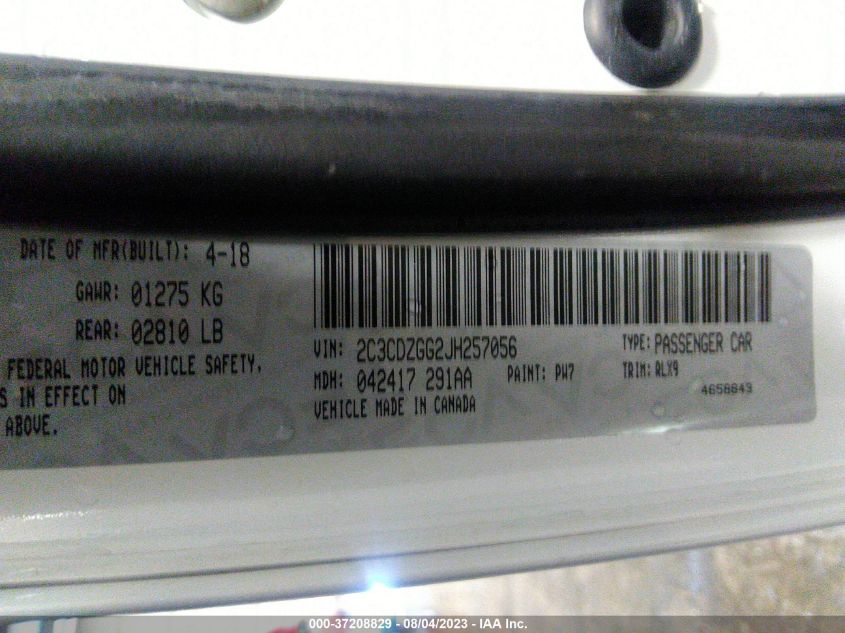 DATE OF MFR(BUILT): 4-18
GAWR: 01275 KG
REAR: 02810 LB
FEDERAL MOTOR VEHICLE SAFETY,
S IN EFFECT ON
ABOVE.
VIN: 2C3CDZGG2JH257056
TYPE: PASSENGER CAR
MDH: 042417 291AA
PAINT: PW7
TRIM: RLX9
VEHICLE MADE IN CANADA
4658849
000-37208829 - 08/04/2023 - IAA Inc.